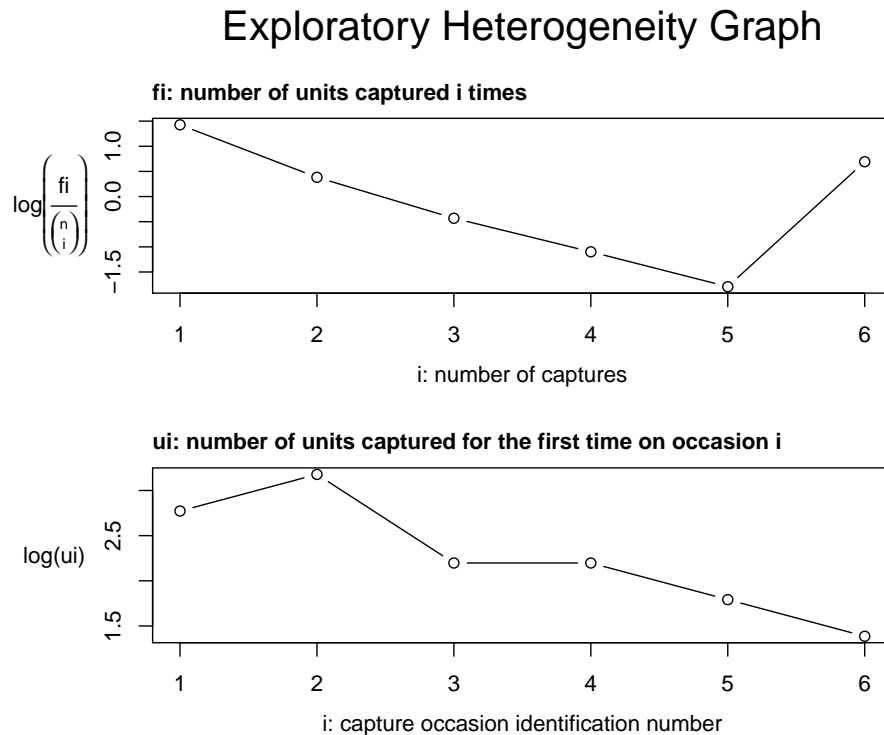 Exploratory Heterogeneity Graph
fi: number of units captured i times
log(fi/(n i))
1.0
0.0
−1.5
1 2 3 4 5 6
i: number of captures
ui: number of units captured for the first time on occasion i
log(ui)
2.5
1.5
1 2 3 4 5 6
i: capture occasion identification number